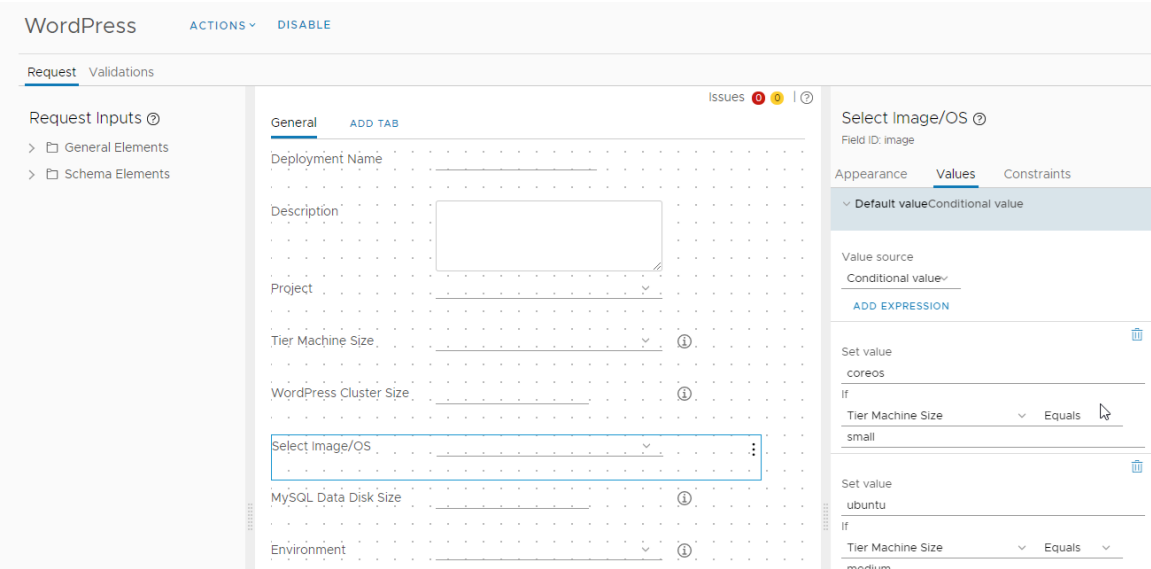 WordPress ACTIONS DISABLE
Request Validations
Request Inputs
General Elements
Schema Elements
Issues 0 0
General ADD TAB
Deployment Name
Description
Project
Tier Machine Size
WordPress Cluster Size
Select Image/OS
MySQL Data Disk Size
Environment
Select Image/OS
Field ID: image
Appearance Values Constraints
Default valueConditional value
Value source
Conditional value
ADD EXPRESSION
Set value
coreos
If
Tier Machine Size Equals
small
Set value
ubuntu
If
Tier Machine Size Equals
medium